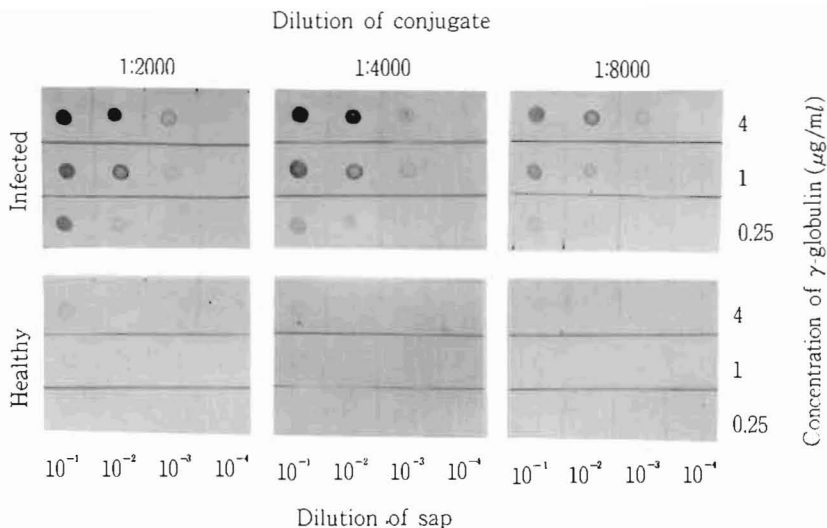 Dilution of conjugate
1:2000 1:4000 1:8000
Infected
4
1
0.25
Healthy
4
1
0.25
Concentration of γ-globulin (μg/ml)
10⁻¹ 10⁻² 10⁻³ 10⁻⁴ 10⁻¹ 10⁻² 10⁻³ 10⁻⁴ 10⁻¹ 10⁻² 10⁻³ 10⁻⁴
Dilution of sap